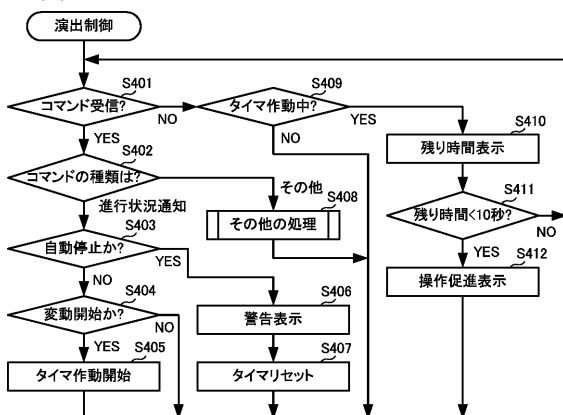 演出制御
S401
コマンド受信?
NO
YES
S409
タイマ作動中?
YES
NO
S410
残り時間表示
S402
コマンドの種類は?
その他
進行状況通知
S408
その他の処理
S411
残り時間<10秒?
NO
YES
S403
自動停止か?
YES
NO
S412
操作促進表示
S404
変動開始か?
NO
YES
S406
警告表示
S405
タイマ作動開始
S407
タイマリセット